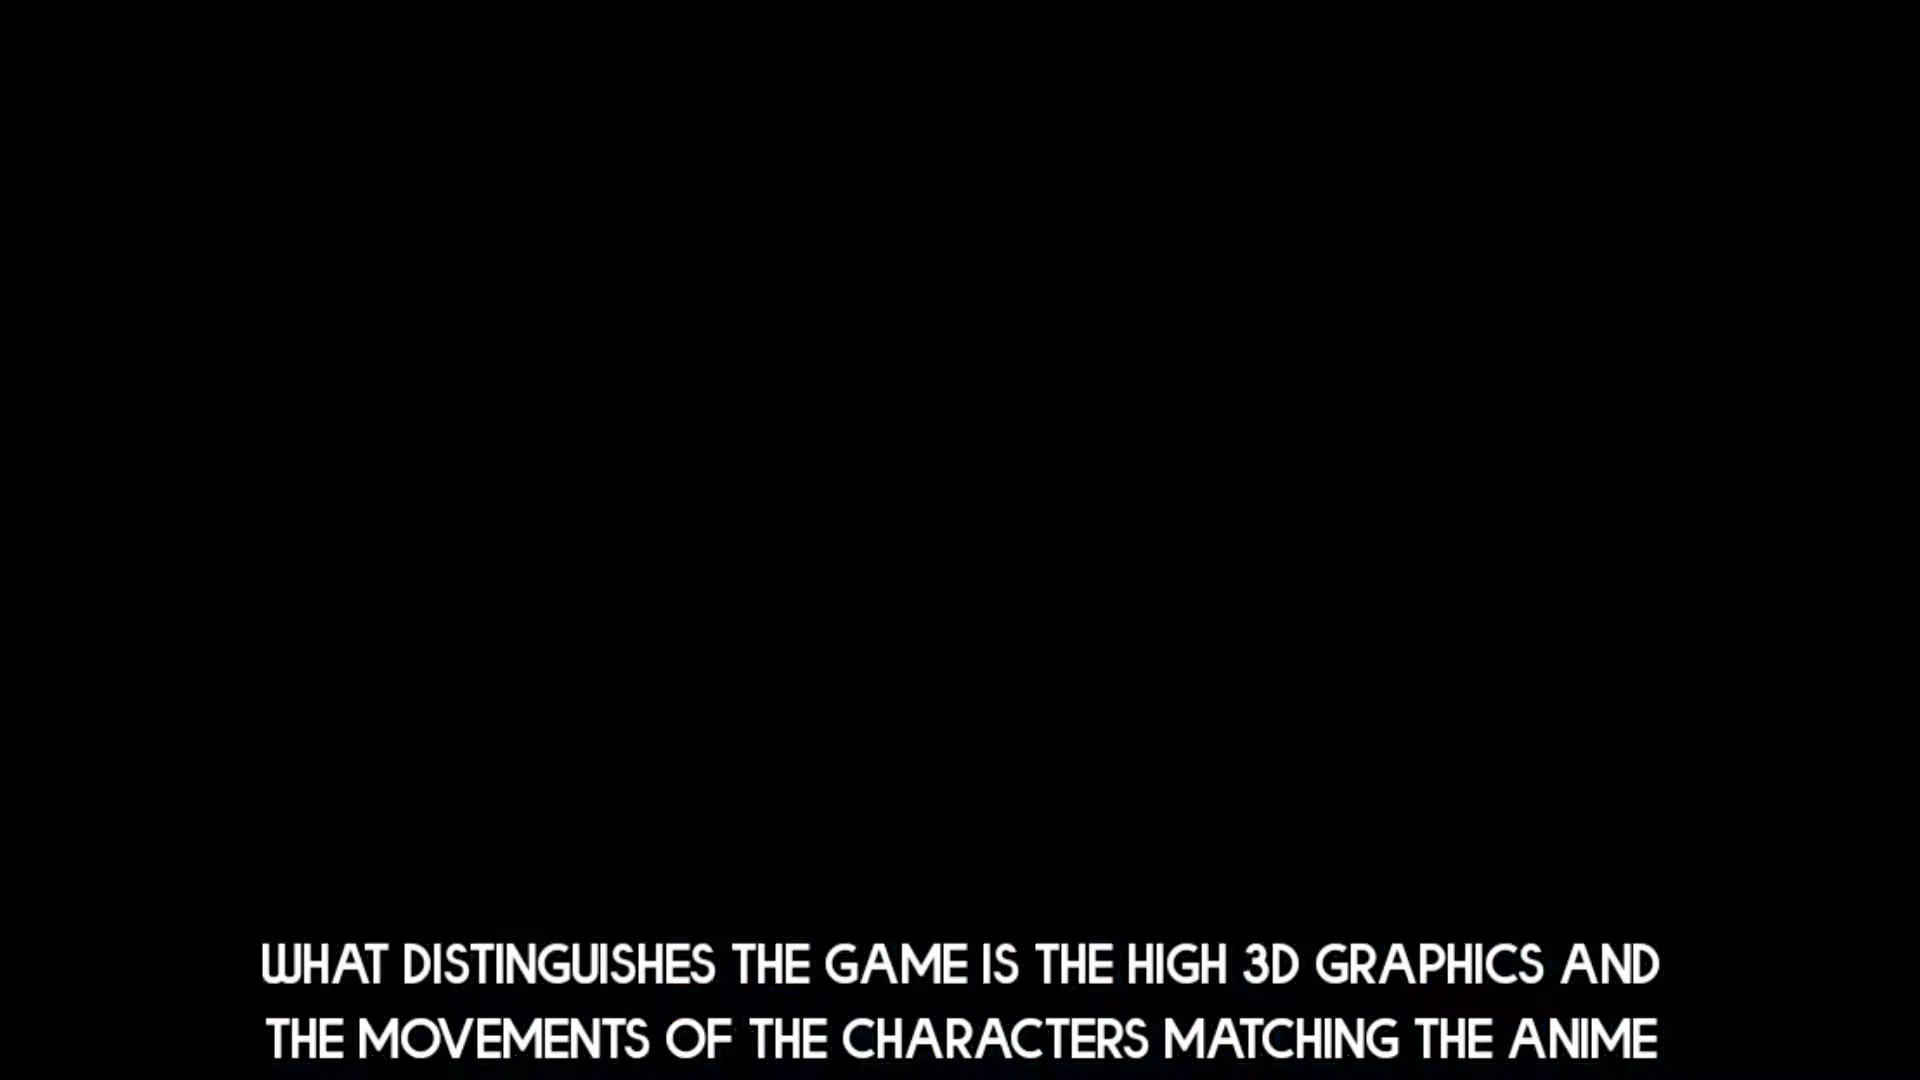 WHAT DISTINGUISHES THE GAME IS THE HIGH 3D GRAPHICS AND
THE MOVEMENTS OF THE CHARACTERS MATCHING THE ANIME